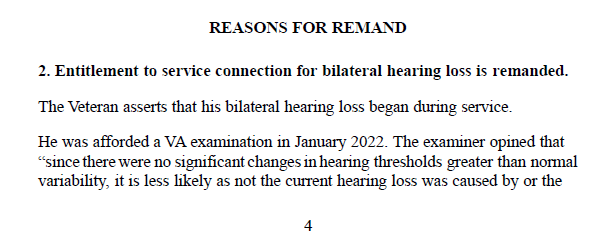 REASONS FOR REMAND
2. Entitlement to service connection for bilateral hearing loss is remanded.
The Veteran asserts that his bilateral hearing loss began during service.
He was afforded a VA examination in January 2022. The examiner opined that
“since there were no significant changes in hearing thresholds greater than normal
variability, it is less likely as not the current hearing loss was caused by or the
4